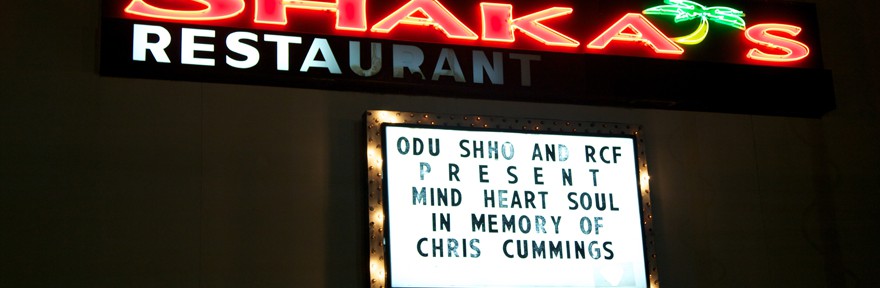 SHAKA'S
RESTAURANT
ODU SHHO AND RCF
PRESENT
MIND HEART SOUL
IN MEMORY OF
CHRIS CUMMINGS